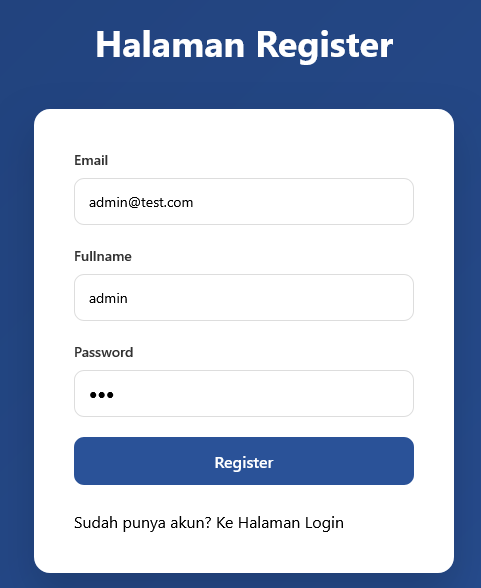 Halaman Register
Email
admin@test.com
Fullname
admin
Password
●●●
Register
Sudah punya akun? Ke Halaman Login